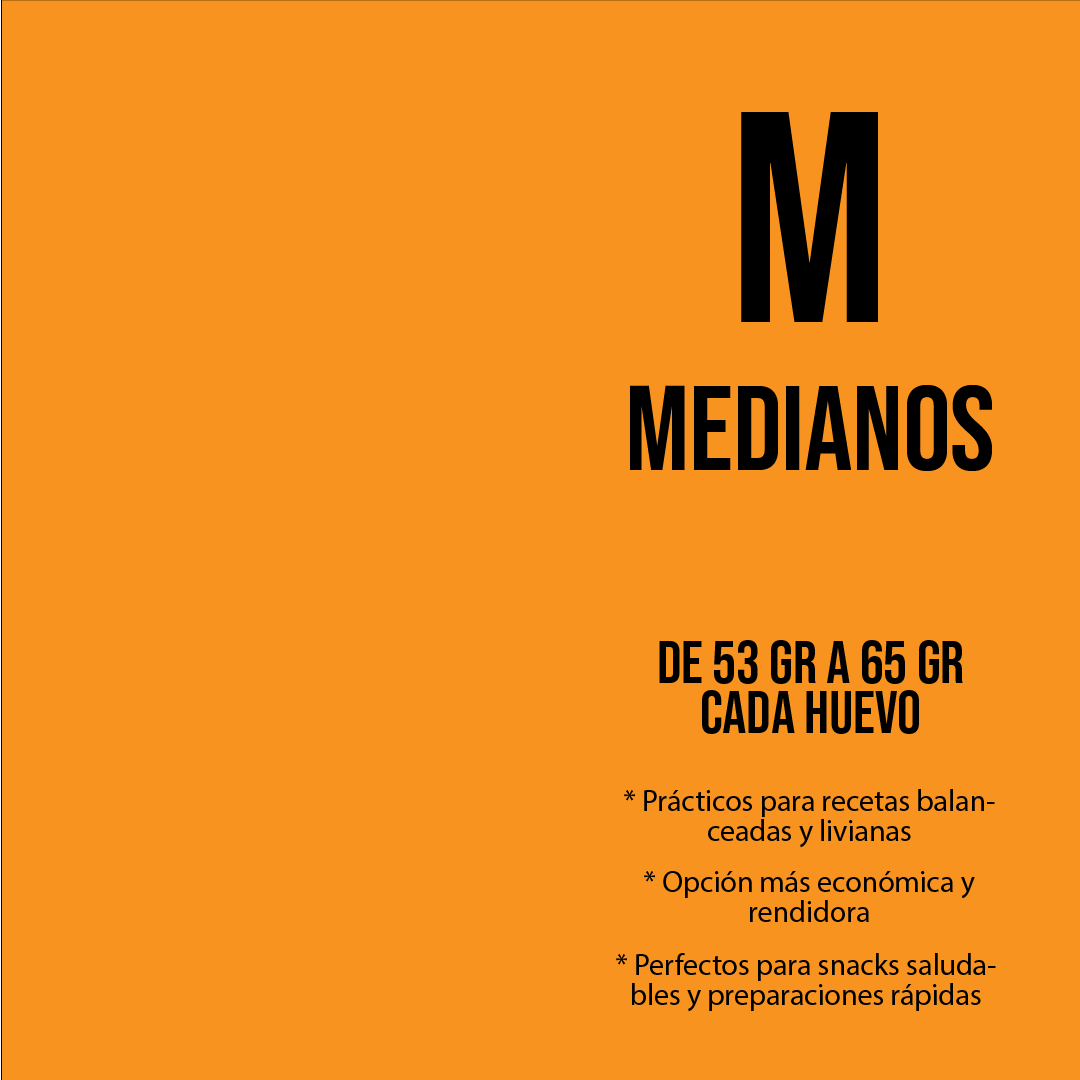 M
MEDIANOS
DE 53 GR A 65 GR
CADA HUEVO
* Prácticos para recetas balan-
ceadas y livianas
* Opción más económica y
rendidora
* Perfectos para snacks saluda-
bles y preparaciones rápidas